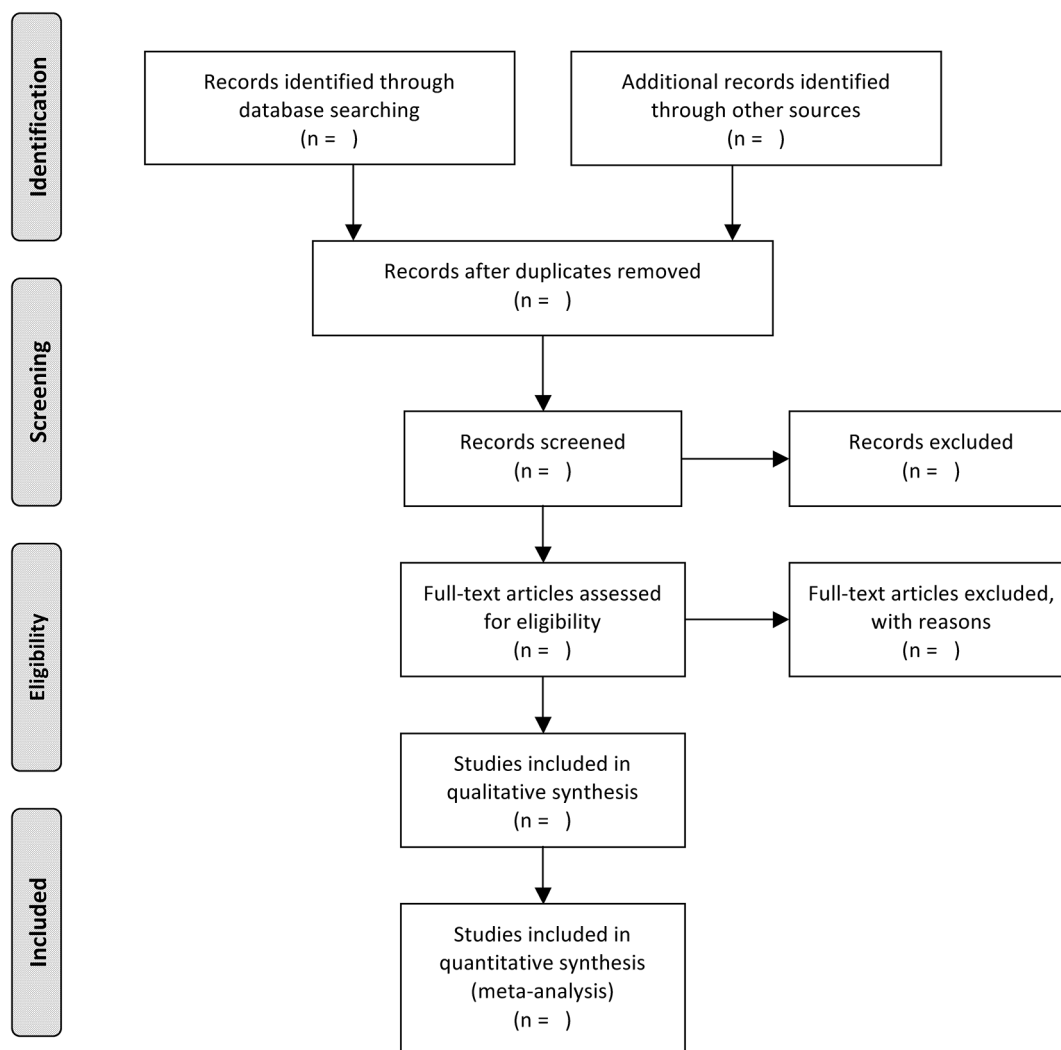 Identification
Records identified through
database searching
(n =   )
Additional records identified
through other sources
(n =   )
Records after duplicates removed
(n =   )
Screening
Records screened
(n =   )
Records excluded
(n =   )
Eligibility
Full-text articles assessed
for eligibility
(n =   )
Full-text articles excluded,
with reasons
(n =   )
Studies included in
qualitative synthesis
(n =   )
Included
Studies included in
quantitative synthesis
(meta-analysis)
(n =   )